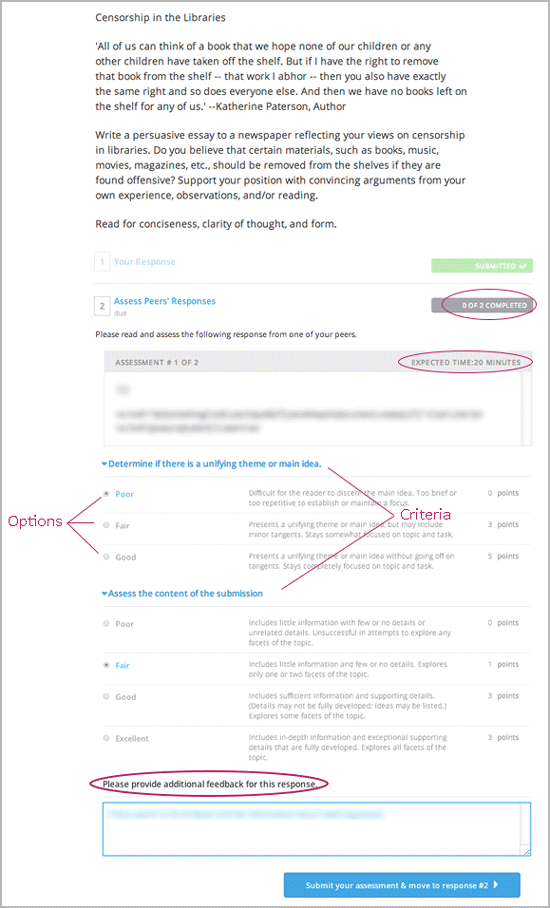 Censorship in the Libraries
'All of us can think of a book that we hope none of our children or any
other children have taken off the shelf. But if I have the right to remove
that book from the shelf -- that work I abhor -- then you also have exactly
the same right and so does everyone else. And then we have no books left on
the shelf for any of us.' --Katherine Paterson, Author
Write a persuasive essay to a newspaper reflecting your views on censorship
in libraries. Do you believe that certain materials, such as books, music,
movies, magazines, etc., should be removed from the shelves if they are
found offensive? Support your position with convincing arguments from your
own experience, observations, and/or reading.
Read for conciseness, clarity of thought, and form.
1 Your Response SUBMITTED
2 Assess Peers' Responses 0 OF 2 COMPLETED
due
Please read and assess the following response from one of your peers.
ASSESSMENT # 1 OF 2 EXPECTED TIME:20 MINUTES
Determine if there is a unifying theme or main idea.
Options
Criteria
Poor Difficult for the reader to discern the main idea. Too brief or 0 points
too repetitive to establish or maintain a focus.
Fair Presents a unifying theme or main idea, but may include 3 points
minor tangents. Stays somewhat focused on topic and task.
Good Presents a unifying theme or main idea without going off on 5 points
tangents. Stays completely focused on topic and task.
Assess the content of the submission
Poor Includes little information with few or no details or 0 points
unrelated details. Unsuccessful in attempts to explore any
facets of the topic.
Fair Includes little information and few or no details. Explores 1 points
only one or two facets of the topic.
Good Includes sufficient information and supporting details. 3 points
(Details may not be fully developed; ideas may be listed.)
Explores some facets of the topic.
Excellent Includes in-depth information and exceptional supporting 3 points
details that are fully developed. Explores all facets of the
topic.
Please provide additional feedback for this response.
Submit your assessment & move to response #2